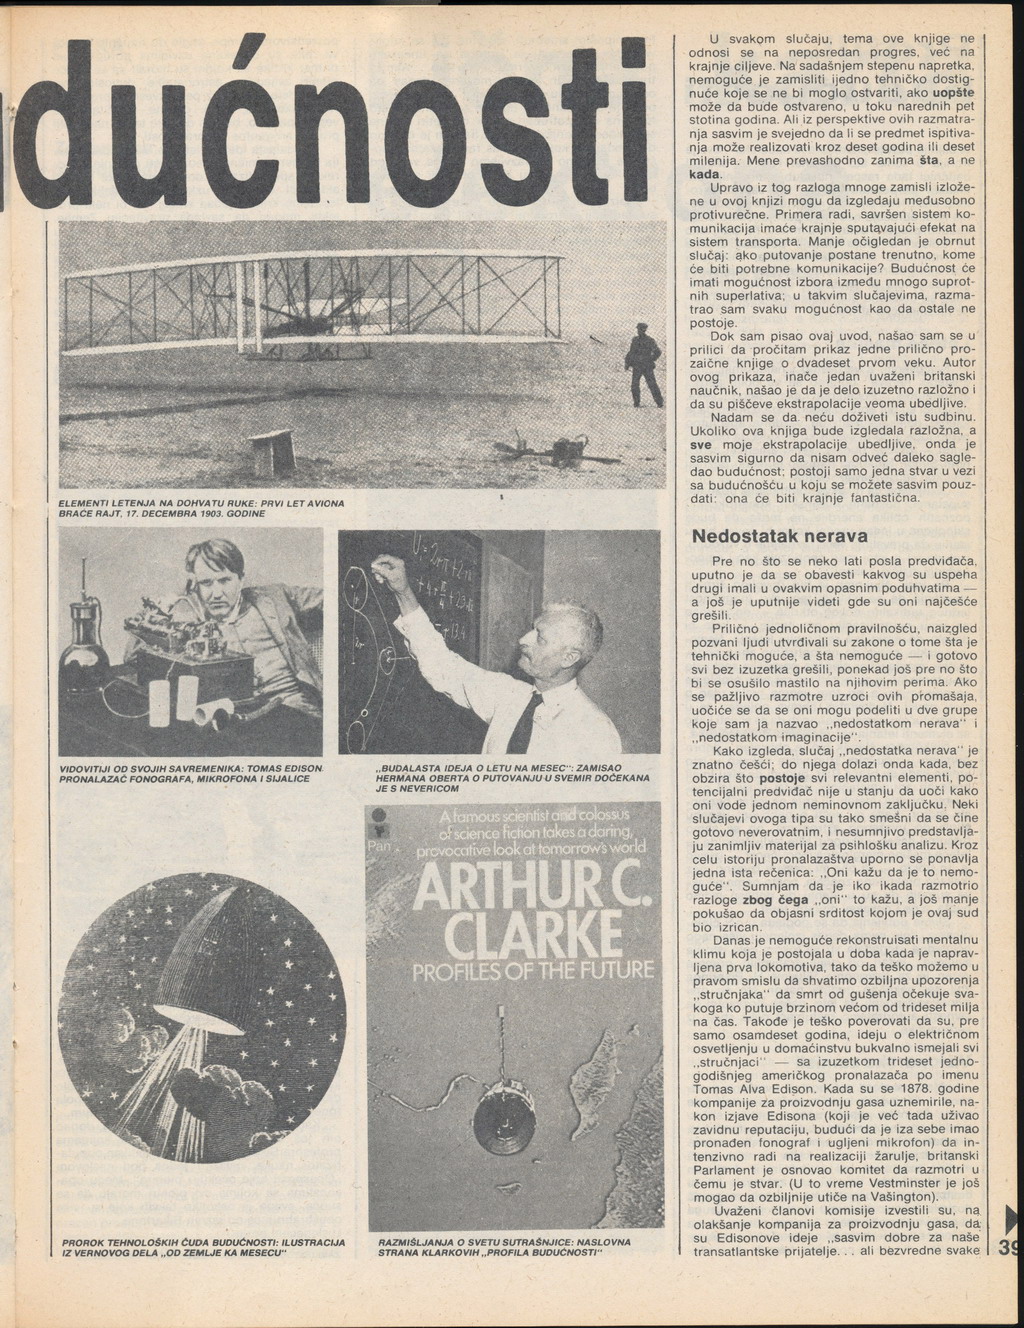 dućnosti
ELEMENTI LETENJA NA DOHVATU RUKE: PRVI LET AVIONA
BRAĆE RAJT, 17. DECEMBRA 1903. GODINE
VIDOVITIJI OD SVOJIH SAVREMENIKA: TOMAS EDISON,
PRONALAZAČ FONOGRAFA, MIKROFONA I SIJALICE
„BUDALASTA IDEJA O LETU NA MESEC“: ZAMISAO
HERMANA OBERTA O PUTOVANJU U SVEMIR DOČEKANA
JE S NEVERICOM
Pan
A famous scientist and colossus
of science fiction takes a daring,
provocative look at tomorrow's world
ARTHUR C.
CLARKE
PROFILES OF THE FUTURE
PROROK TEHNOLOŠKIH ČUDA BUDUĆNOSTI: ILUSTRACIJA
IZ VERNOVOG DELA „OD ZEMLJE KA MESECU“
RAZMIŠLJANJA O SVETU SUTRAŠNJICE: NASLOVNA
STRANA KLARKOVIH „PROFILA BUDUĆNOSTI“
U svakom slučaju, tema ove knjige ne
odnosi se na neposredan progres, već na
krajnje ciljeve. Na sadašnjem stepenu napretka,
nemoguće je zamisliti ijedno tehničko dostig-
nuće koje se ne bi moglo ostvariti, ako uopšte
može da bude ostvareno, u toku narednih pet
stotina godina. Ali iz perspektive ovih razmatra-
nja sasvim je svejedno da li se predmet ispitiva-
nja može realizovati kroz deset godina ili deset
milenija. Mene prevashodno zanima šta, a ne
kada.
Upravo iz tog razloga mnoge zamisli izlože-
ne u ovoj knjizi mogu da izgledaju međusobno
protivurečne. Primera radi, savršen sistem ko-
munikacija imaće krajnje sputavajući efekat na
sistem transporta. Manje očigledan je obrnut
slučaj: ako putovanje postane trenutno, kome
će biti potrebne komunikacije? Budućnost će
imati mogućnost izbora između mnogo suprot-
nih superlativa; u takvim slučajevima, razma-
trao sam svaku mogućnost kao da ostale ne
postoje.
Dok sam pisao ovaj uvod, našao sam se u
prilici da pročitam prikaz jedne prilično pro-
zaične knjige o dvadeset prvom veku. Autor
ovog prikaza, inače jedan uvaženi britanski
naučnik, našao je da je delo izuzetno razložno i
da su piščeve ekstrapolacije veoma ubedljive.
Nadam se da neću doživeti istu sudbinu.
Ukoliko ova knjiga bude izgledala razložna, a
sve moje ekstrapolacije ubedljive, onda je
sasvim sigurno da nisam odveć daleko sagle-
dao budućnost; postoji samo jedna stvar u vezi
sa budućnošću u koju se možete sasvim pouz-
dati: ona će biti krajnje fantastična.
Nedostatak nerava
Pre no što se neko lati posla predviđača,
uputno je da se obavesti kakvog su uspeha
drugi imali u ovakvim opasnim poduhvatima —
a još je uputnije videti gde su oni najčešće
grešili.
Prilično jednoličnom pravilnošću, naizgled
pozvani ljudi utvrđivali su zakone o tome šta je
tehnički moguće, a šta nemoguće — i gotovo
svi bez izuzetka grešili, ponekad još pre no što
bi se osušilo mastilo na njihovim perima. Ako
se pažljivo razmotre uzroci ovih promašaja,
uočiće se da se oni mogu podeliti u dve grupe
koje sam ja nazvao „nedostatkom nerava“ i
„nedostatkom imaginacije“.
Kako izgleda, slučaj „nedostatka nerava“ je
znatno češći; do njega dolazi onda kada, bez
obzira što postoje svi relevantni elementi, po-
tencijalni predviđač nije u stanju da uoči kako
oni vode jednom neminovnom zaključku. Neki
slučajevi ovoga tipa su tako smešni da se čine
gotovo neverovatnim, i nesumnjivo predstavlja-
ju zanimljiv materijal za psihlošku analizu. Kroz
celu istoriju pronalazaštva uporno se ponavlja
jedna ista rečenica: „Oni kažu da je to nemo-
guće“. Sumnjam da je iko ikada razmotrio
razloge zbog čega „oni“ to kažu, a još manje
pokušao da objasni srditost kojom je ovaj sud
bio izrican.
Danas je nemoguće rekonstruisati mentalnu
klimu koja je postojala u doba kada je naprav-
ljena prva lokomotiva, tako da teško možemo u
pravom smislu da shvatimo ozbiljna upozorenja
„stručnjaka“ da smrt od gušenja očekuje sva-
koga ko putuje brzinom većom od trideset milja
na čas. Takođe je teško poverovati da su, pre
samo osamdeset godina, ideju o električnom
osvetljenju u domaćinstvu bukvalno ismejali svi
„stručnjaci“ — sa izuzetkom trideset jedno-
godišnjeg američkog pronalazača po imenu
Tomas Alva Edison. Kada su se 1878. godine
kompanije za proizvodnju gasa uznemirile, na-
kon izjave Edisona (koji je već tada uživao
zavidnu reputaciju, budući da je iza sebe imao
pronađen fonograf i ugljeni mikrofon) da in-
tenzivno radi na realizaciji žarulje, britanski
Parlament je osnovao komitet da razmotri u
čemu je stvar. (U to vreme Vestminster je još
mogao da ozbiljnije utiče na Vašington).
Uvaženi članovi komisije izvestili su, na
olakšanje kompanija za proizvodnju gasa, da
su Edisonove ideje „sasvim dobre za naše
transatlantske prijatelje... ali bezvredne svake
39